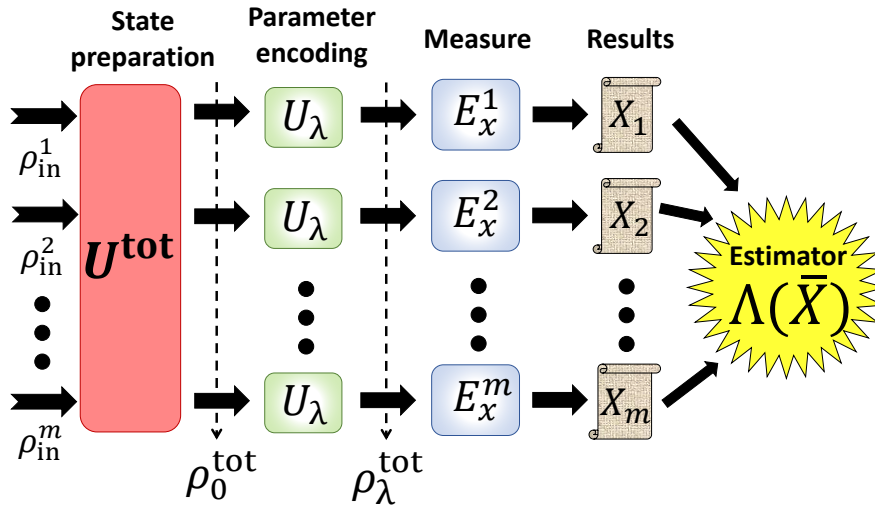 State preparation
Parameter encoding
Measure
Results
ρ_in^1
ρ_in^2
ρ_in^m
U^tot
U_λ
U_λ
U_λ
E_x^1
E_x^2
E_x^m
X_1
X_2
X_m
Estimator
Λ(X̄)
ρ_0^tot
ρ_λ^tot